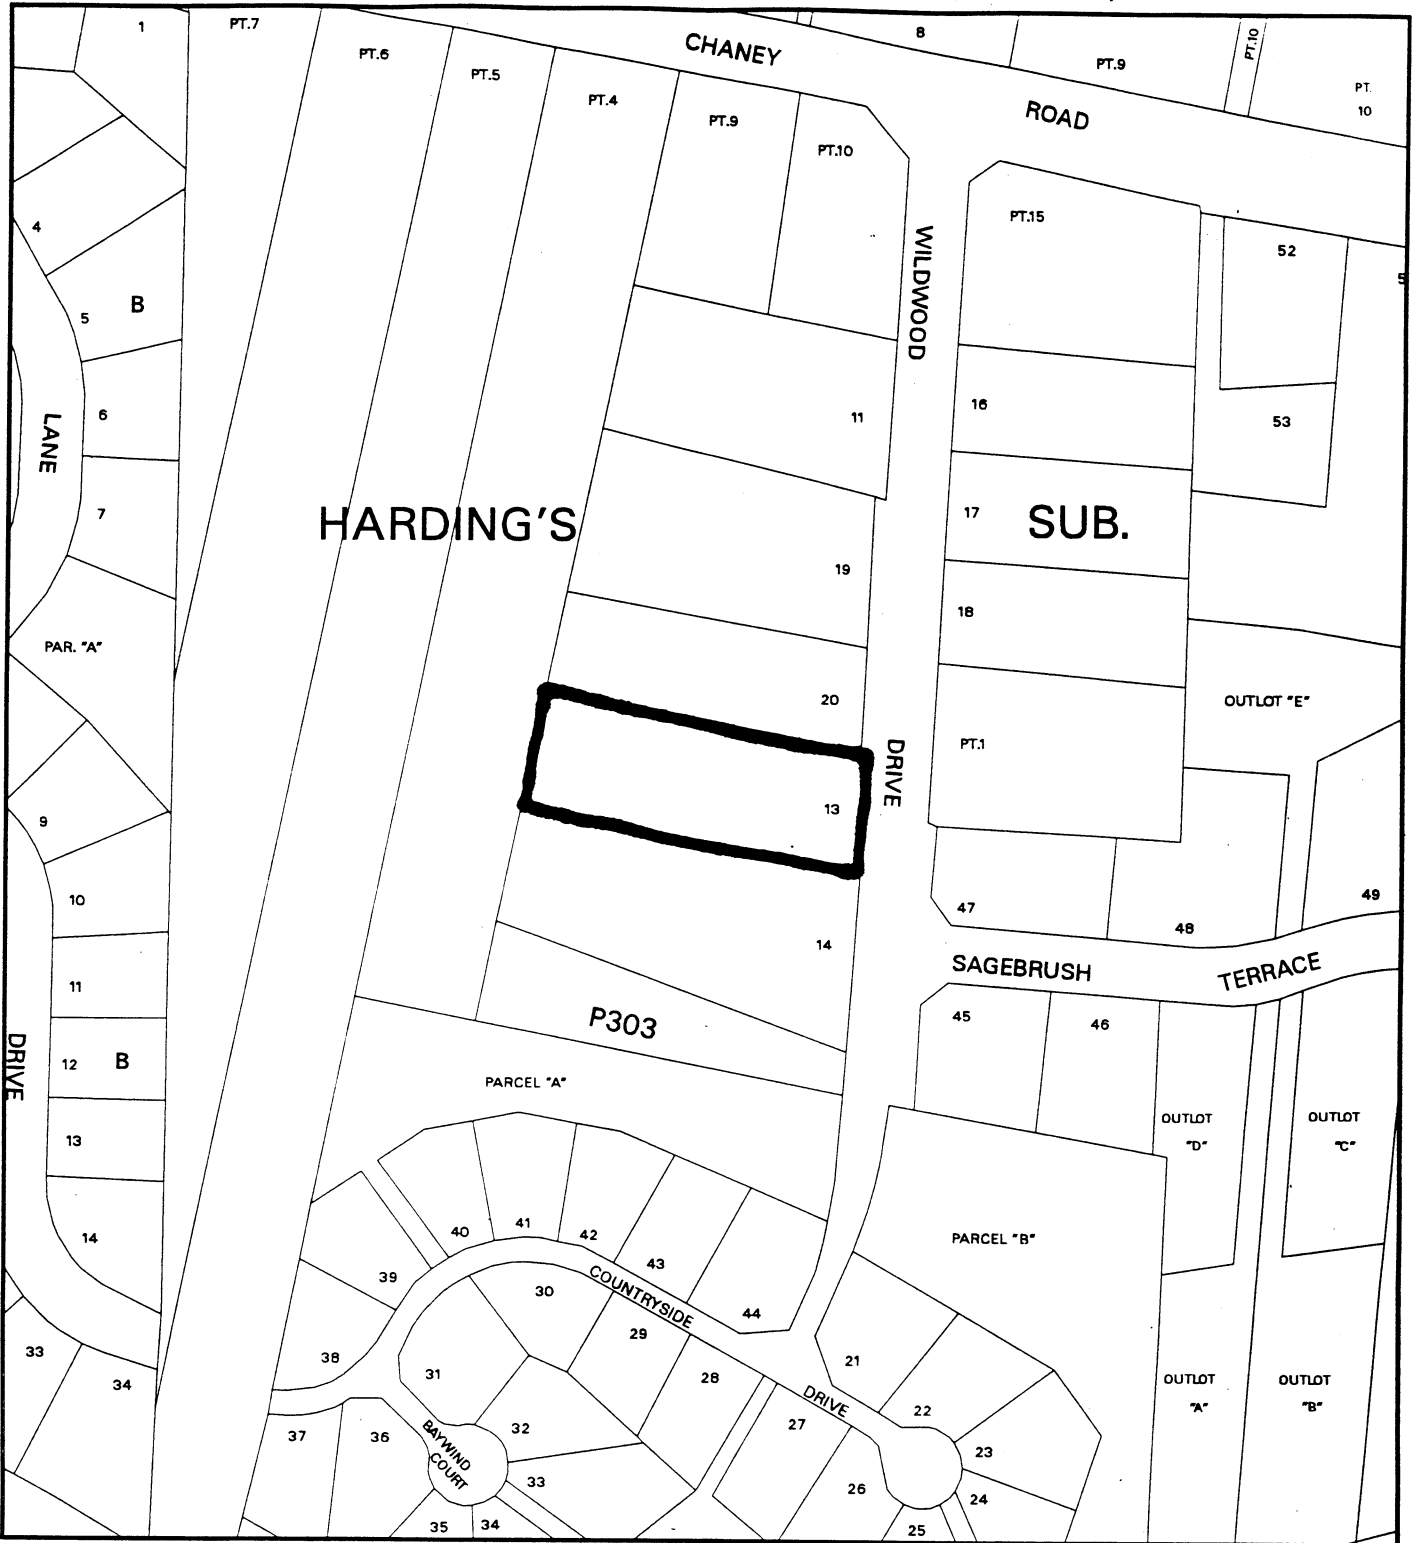 1
PT.7
PT.6
PT.5
PT.4
PT.9
PT.10
CHANEY
ROAD
8
PT.9
PT.10
PT.
10
4
5
B
6
LANE
7
PAR. "A"
9
10
11
12
B
13
14
DRIVE
33
34
HARDING'S
SUB.
11
19
20
13
14
WILDWOOD
DRIVE
PT.15
16
17
18
PT.1
52
53
OUTLOT "E"
47
48
49
SAGEBRUSH
TERRACE
45
46
OUTLOT
"D"
OUTLOT
"C"
P303
PARCEL "A"
PARCEL "B"
40
41
42
43
44
39
38
COUNTRYSIDE
DRIVE
30
29
28
27
26
31
32
33
34
35
36
37
BAYWIND
COURT
21
22
23
24
25
OUTLOT
"A"
OUTLOT
"B"